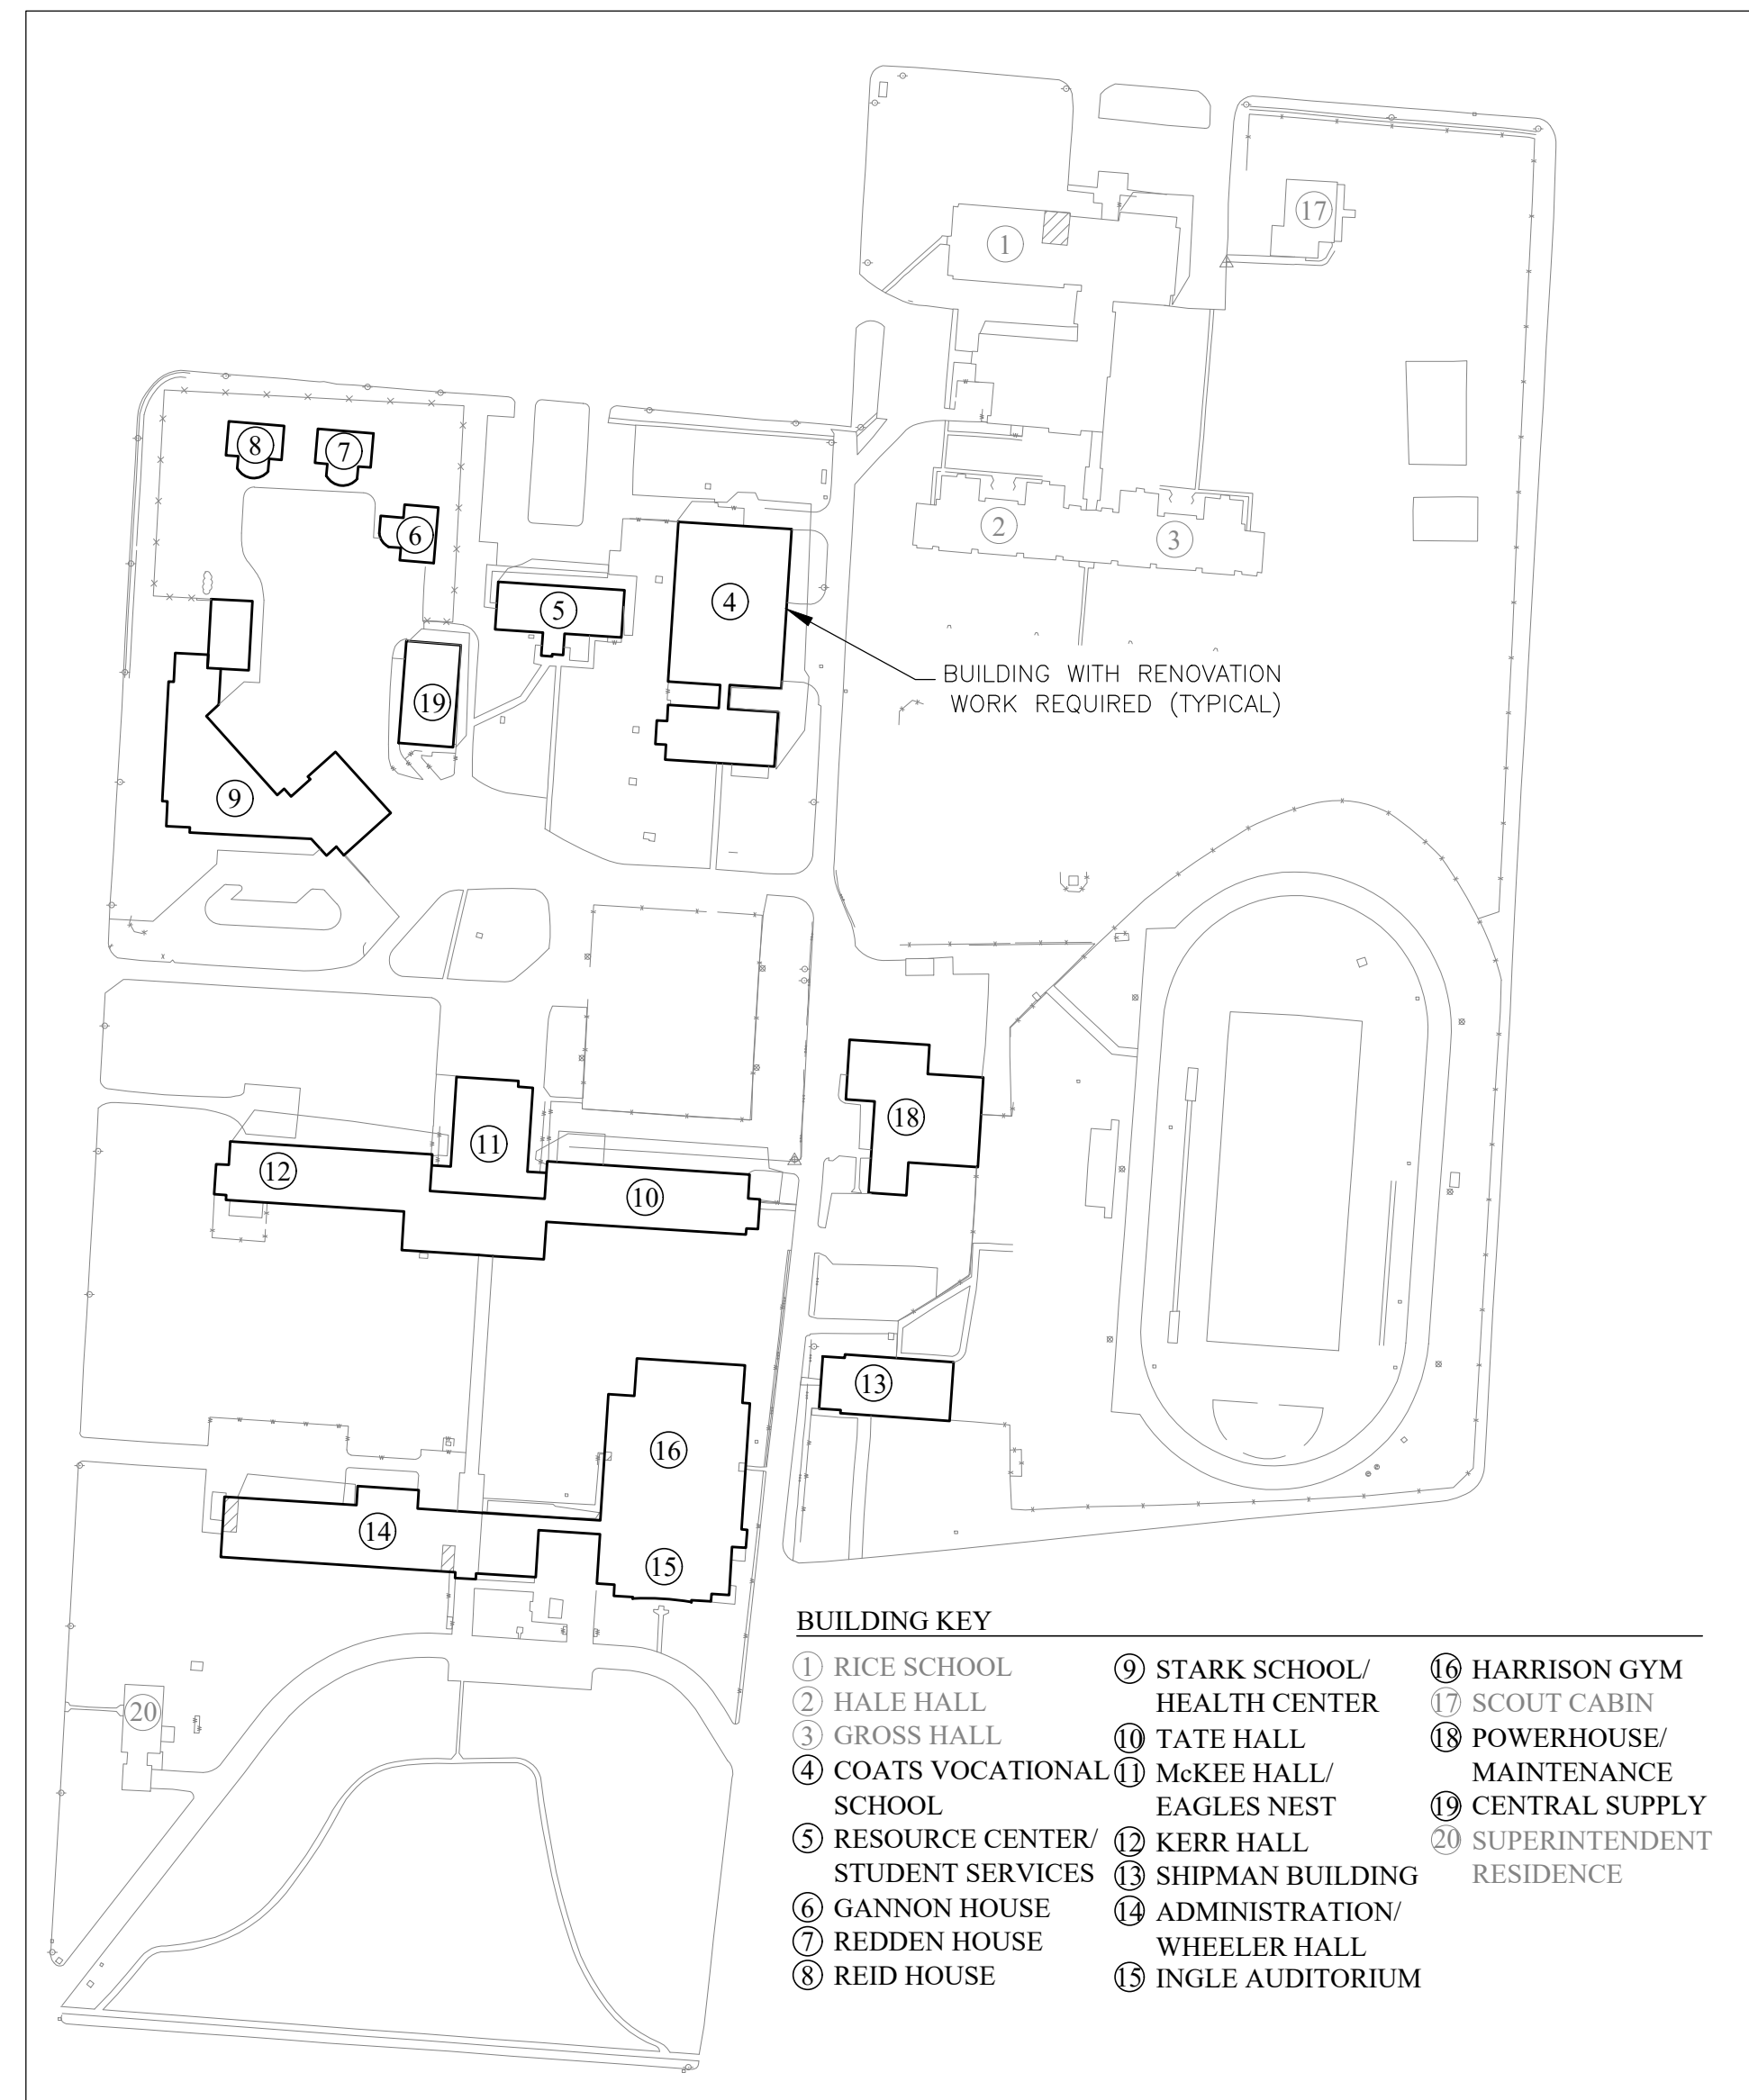 1
17
8
7
6
2
3
5
4
BUILDING WITH RENOVATION
WORK REQUIRED (TYPICAL)
19
9
18
11
12
10
13
16
14
15
20
BUILDING KEY
1 RICE SCHOOL
2 HALE HALL
3 GROSS HALL
4 COATS VOCATIONAL
SCHOOL
5 RESOURCE CENTER/
STUDENT SERVICES
6 GANNON HOUSE
7 REDDEN HOUSE
8 REID HOUSE
9 STARK SCHOOL/
HEALTH CENTER
10 TATE HALL
11 McKEE HALL/
EAGLES NEST
12 KERR HALL
13 SHIPMAN BUILDING
14 ADMINISTRATION/
WHEELER HALL
15 INGLE AUDITORIUM
16 HARRISON GYM
17 SCOUT CABIN
18 POWERHOUSE/
MAINTENANCE
19 CENTRAL SUPPLY
20 SUPERINTENDENT
RESIDENCE